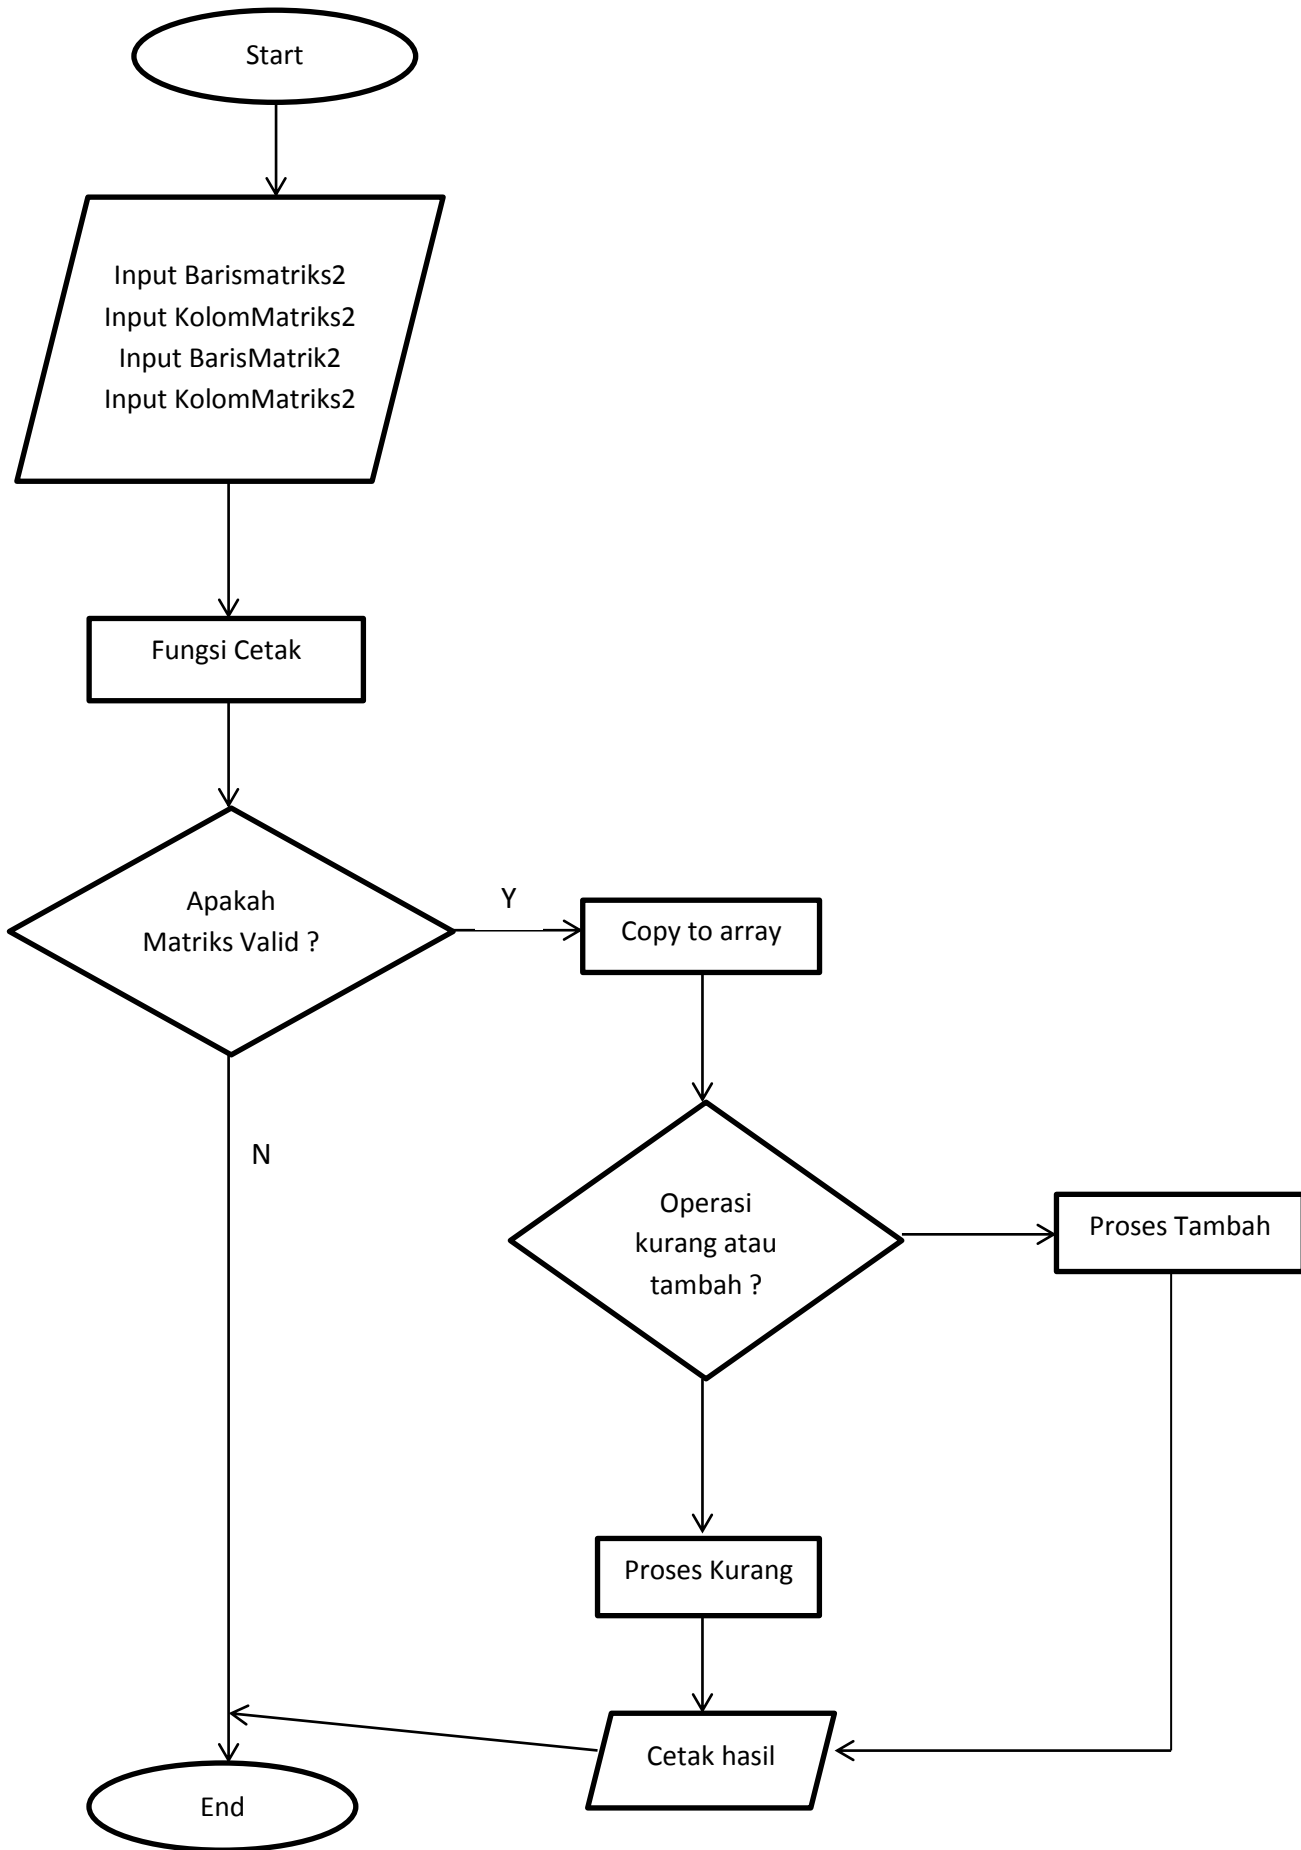 Start
Input Barismatriks2
Input KolomMatriks2
Input BarisMatrik2
Input KolomMatriks2
Fungsi Cetak
Apakah
Matriks Valid ?
Y
Copy to array
N
Operasi
kurang atau
tambah ?
Proses Tambah
Proses Kurang
Cetak hasil
End